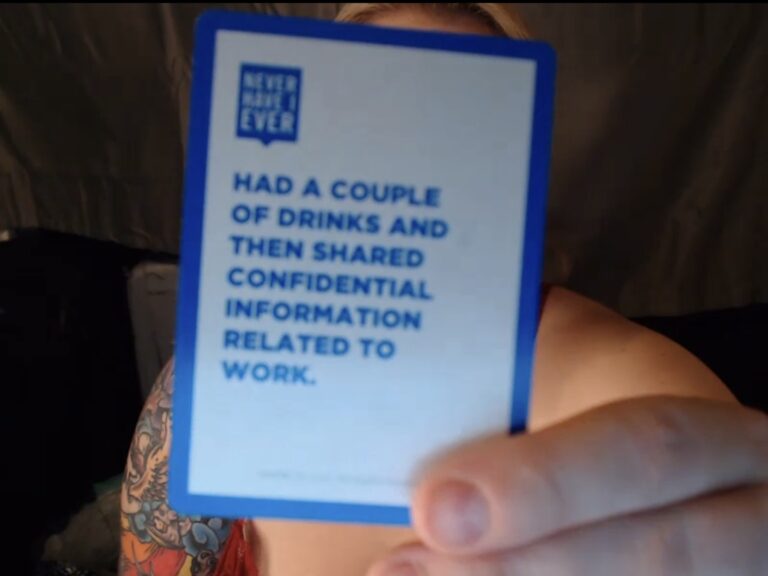 NEVER
HAVE I
EVER
HAD A COUPLE
OF DRINKS AND
THEN SHARED
CONFIDENTIAL
INFORMATION
RELATED TO
WORK.